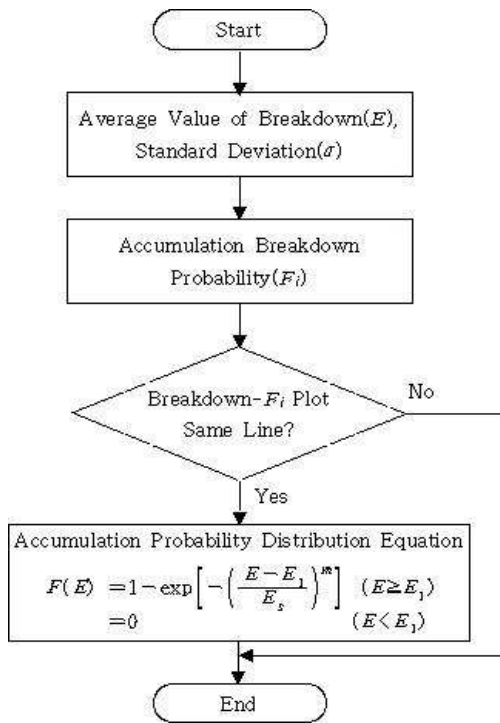 Start
Average Value of Breakdown(E),
Standard Deviation(σ)
Accumulation Breakdown
Probability(Fᵢ)
Breakdown-Fᵢ Plot
Same Line?
No
Yes
Accumulation Probability Distribution Equation
F(E) =1-exp[-((E-E₁)/Eₛ)ᵐ] (E≥E₁)
=0 (E<E₁)
End